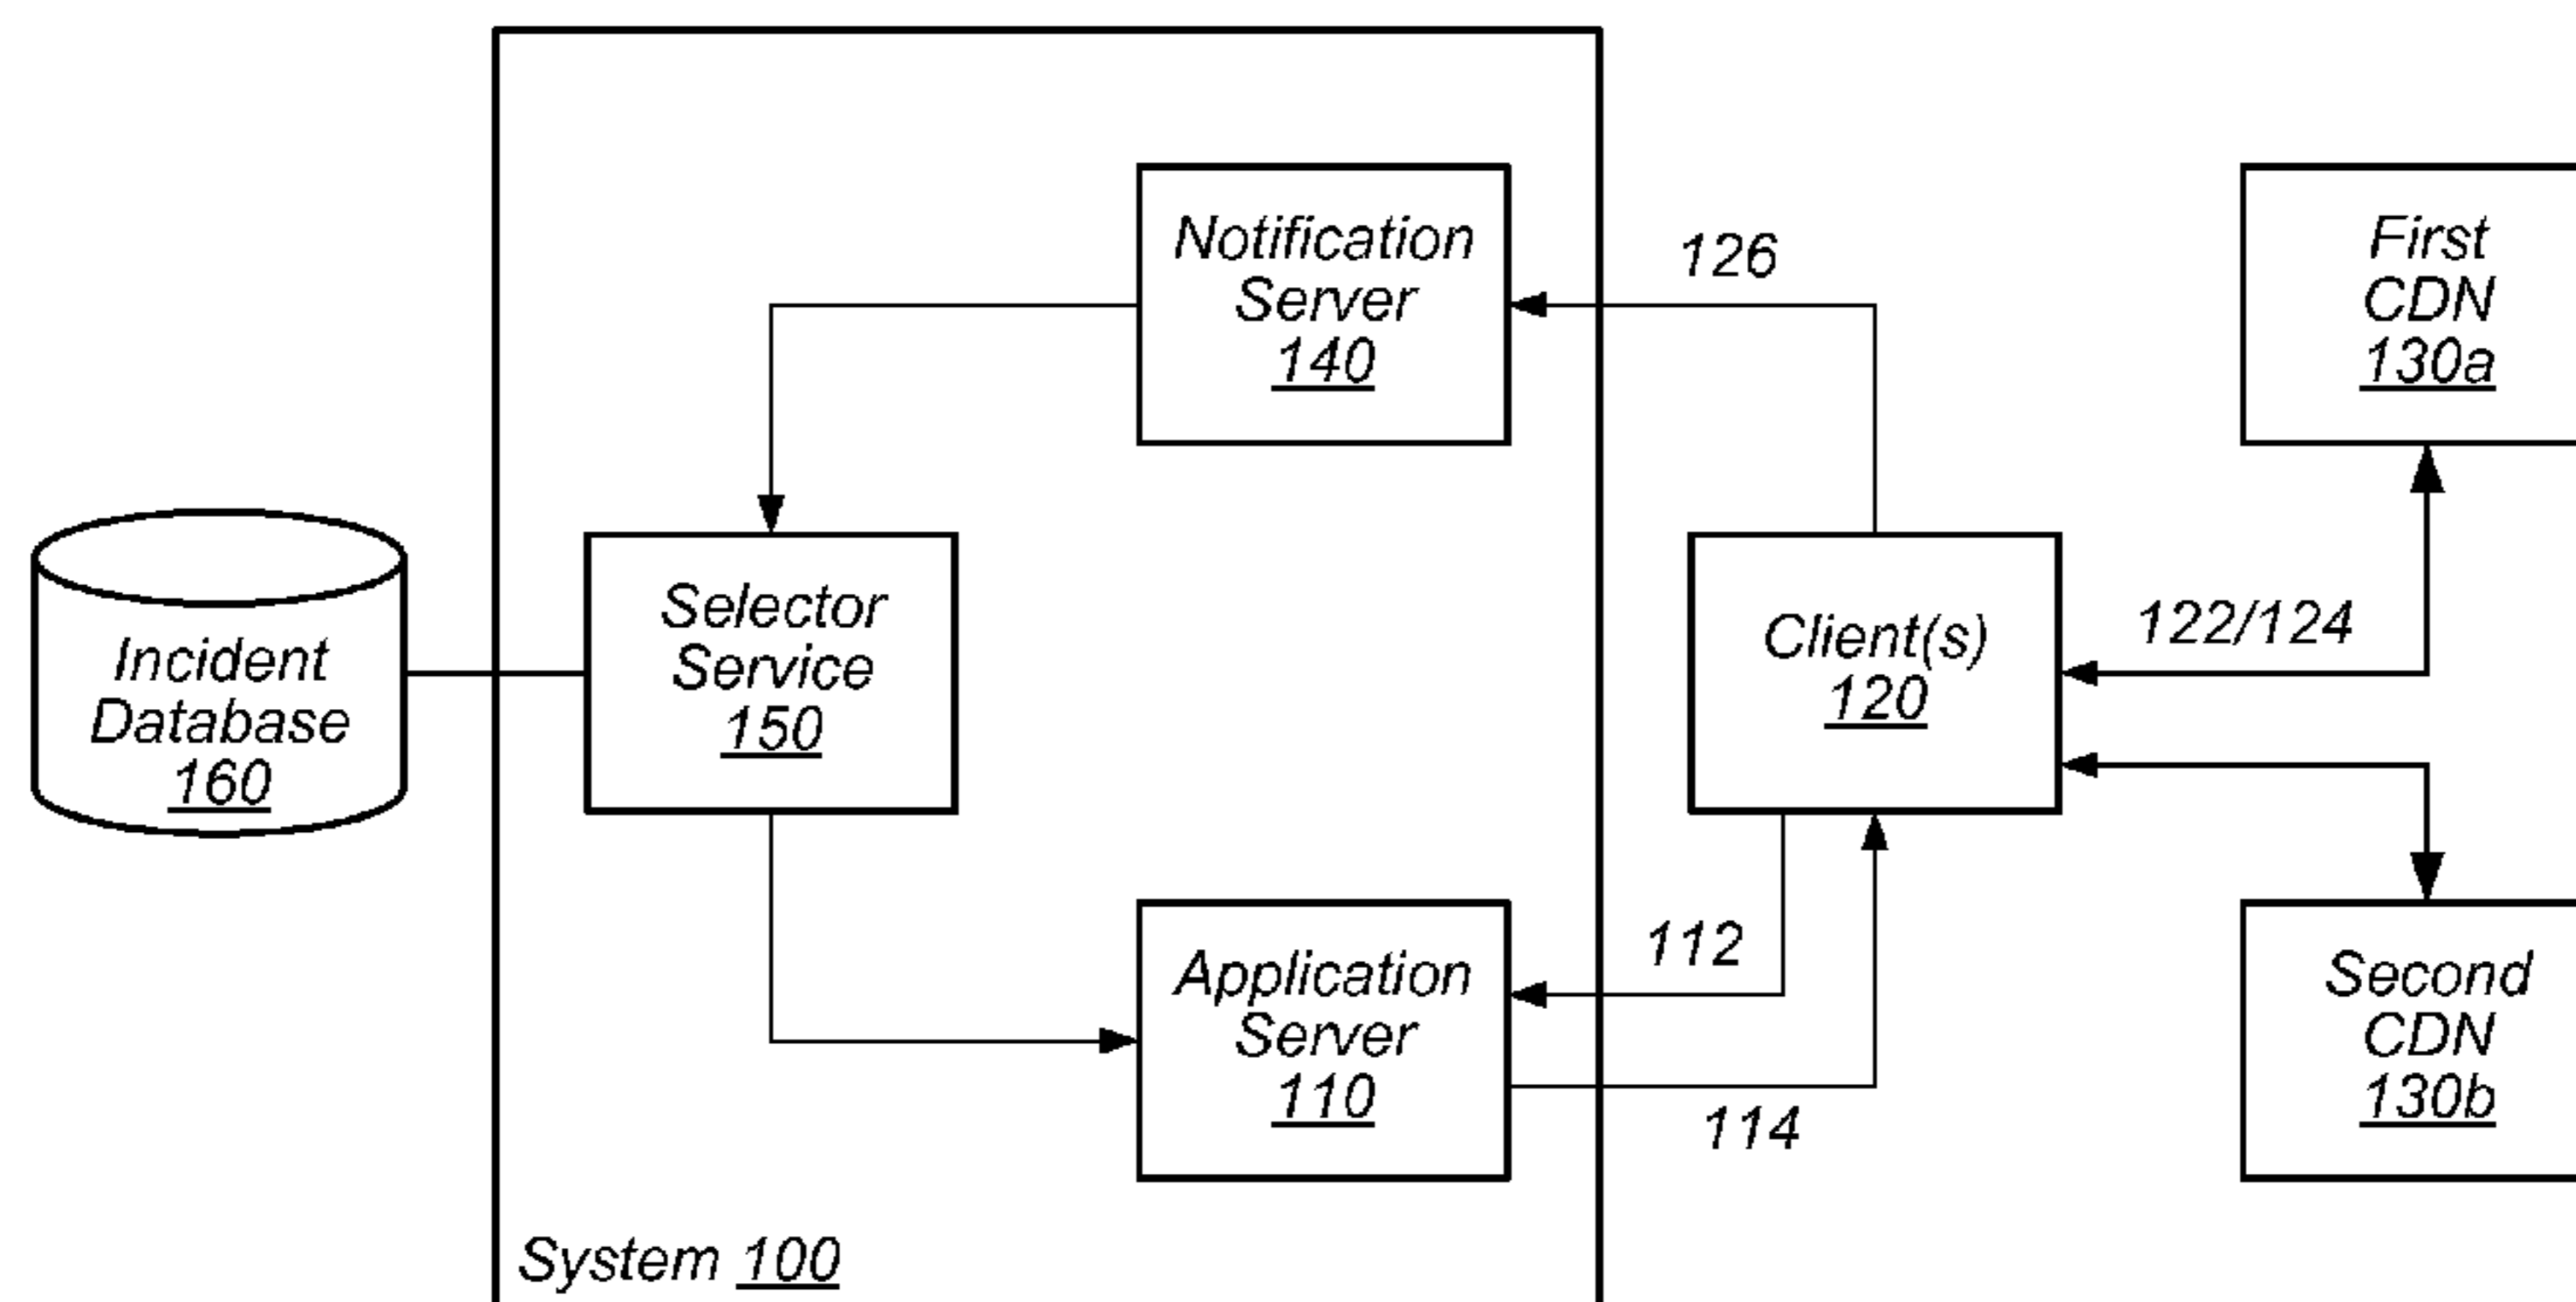 Notification
Server
140
126
First
CDN
130a
Incident
Database
160
Selector
Service
150
Client(s)
120
122/124
Application
Server
110
112
114
Second
CDN
130b
System 100